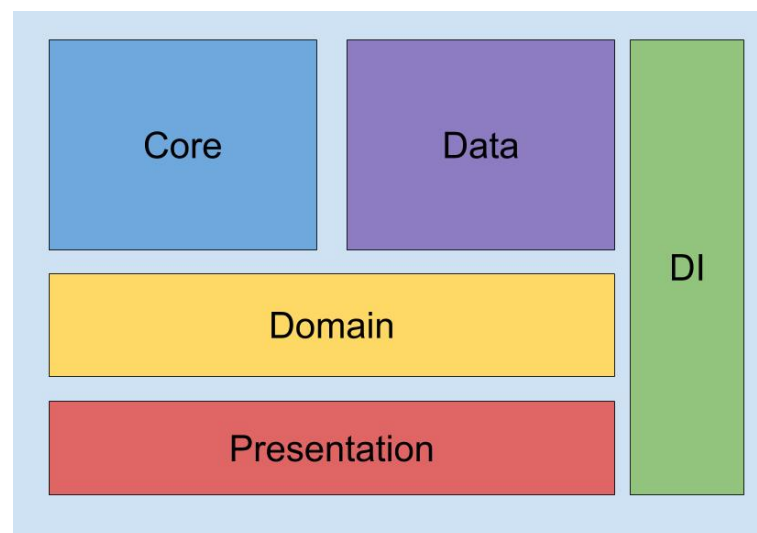 Core
Data
DI
Domain
Presentation